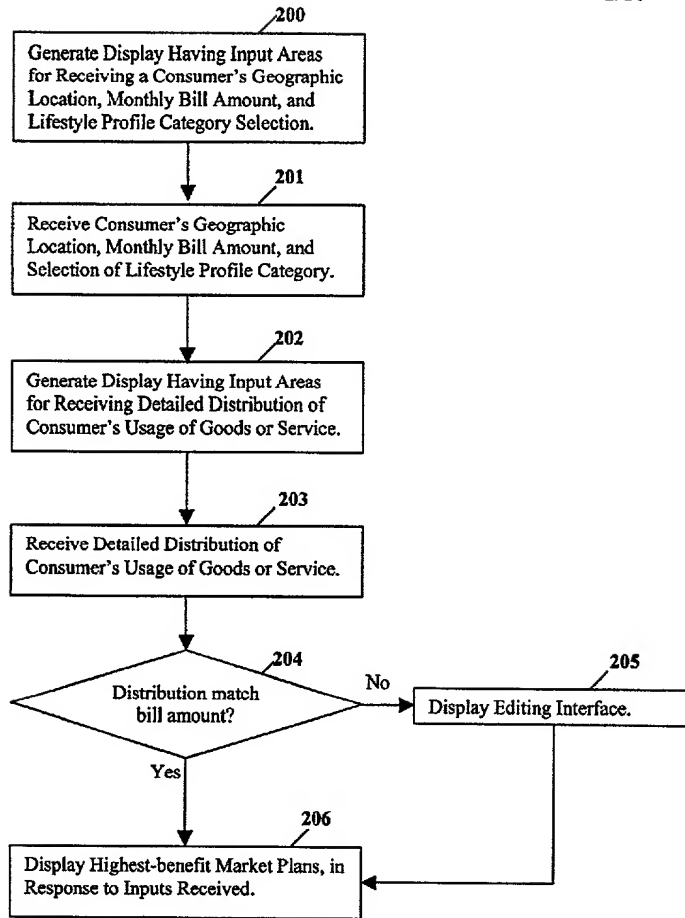 200
Generate Display Having Input Areas
for Receiving a Consumer's Geographic
Location, Monthly Bill Amount, and
Lifestyle Profile Category Selection.
201
Receive Consumer's Geographic
Location, Monthly Bill Amount, and
Selection of Lifestyle Profile Category.
202
Generate Display Having Input Areas
for Receiving Detailed Distribution of
Consumer's Usage of Goods or Service.
203
Receive Detailed Distribution of
Consumer's Usage of Goods or Service.
204
Distribution match
bill amount?
No
205
Display Editing Interface.
Yes
206
Display Highest-benefit Market Plans, in
Response to Inputs Received.